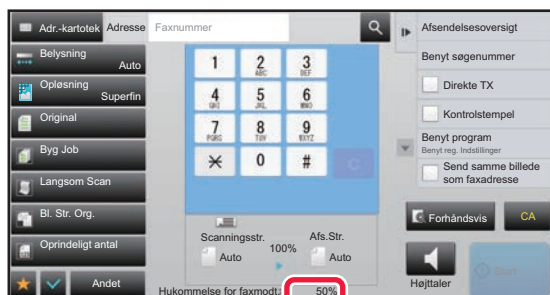 Adr.-kartotek
Adresse
Faxnummer
Belysning
Auto
Opløsning
Superfin
Original
Byg Job
Langsom Scan
Bl. Str. Org.
Oprindeligt antal
Andet
1
2
ABC
3
DEF
4
GHI
5
JKL
6
MNO
7
PQRS
8
TUV
9
WXYZ
0
#
C
Scanningsstr.
Auto
100%
Afs.Str.
Auto
Hukommelse for faxmodt.:
50%
Afsendelsesoversigt
Benyt søgenummer
Direkte TX
Kontrolstempel
Benyt program
Benyt reg. Indstillinger
Send samme billede
som faxadresse
Forhåndsvis
CA
Højttaler
Start